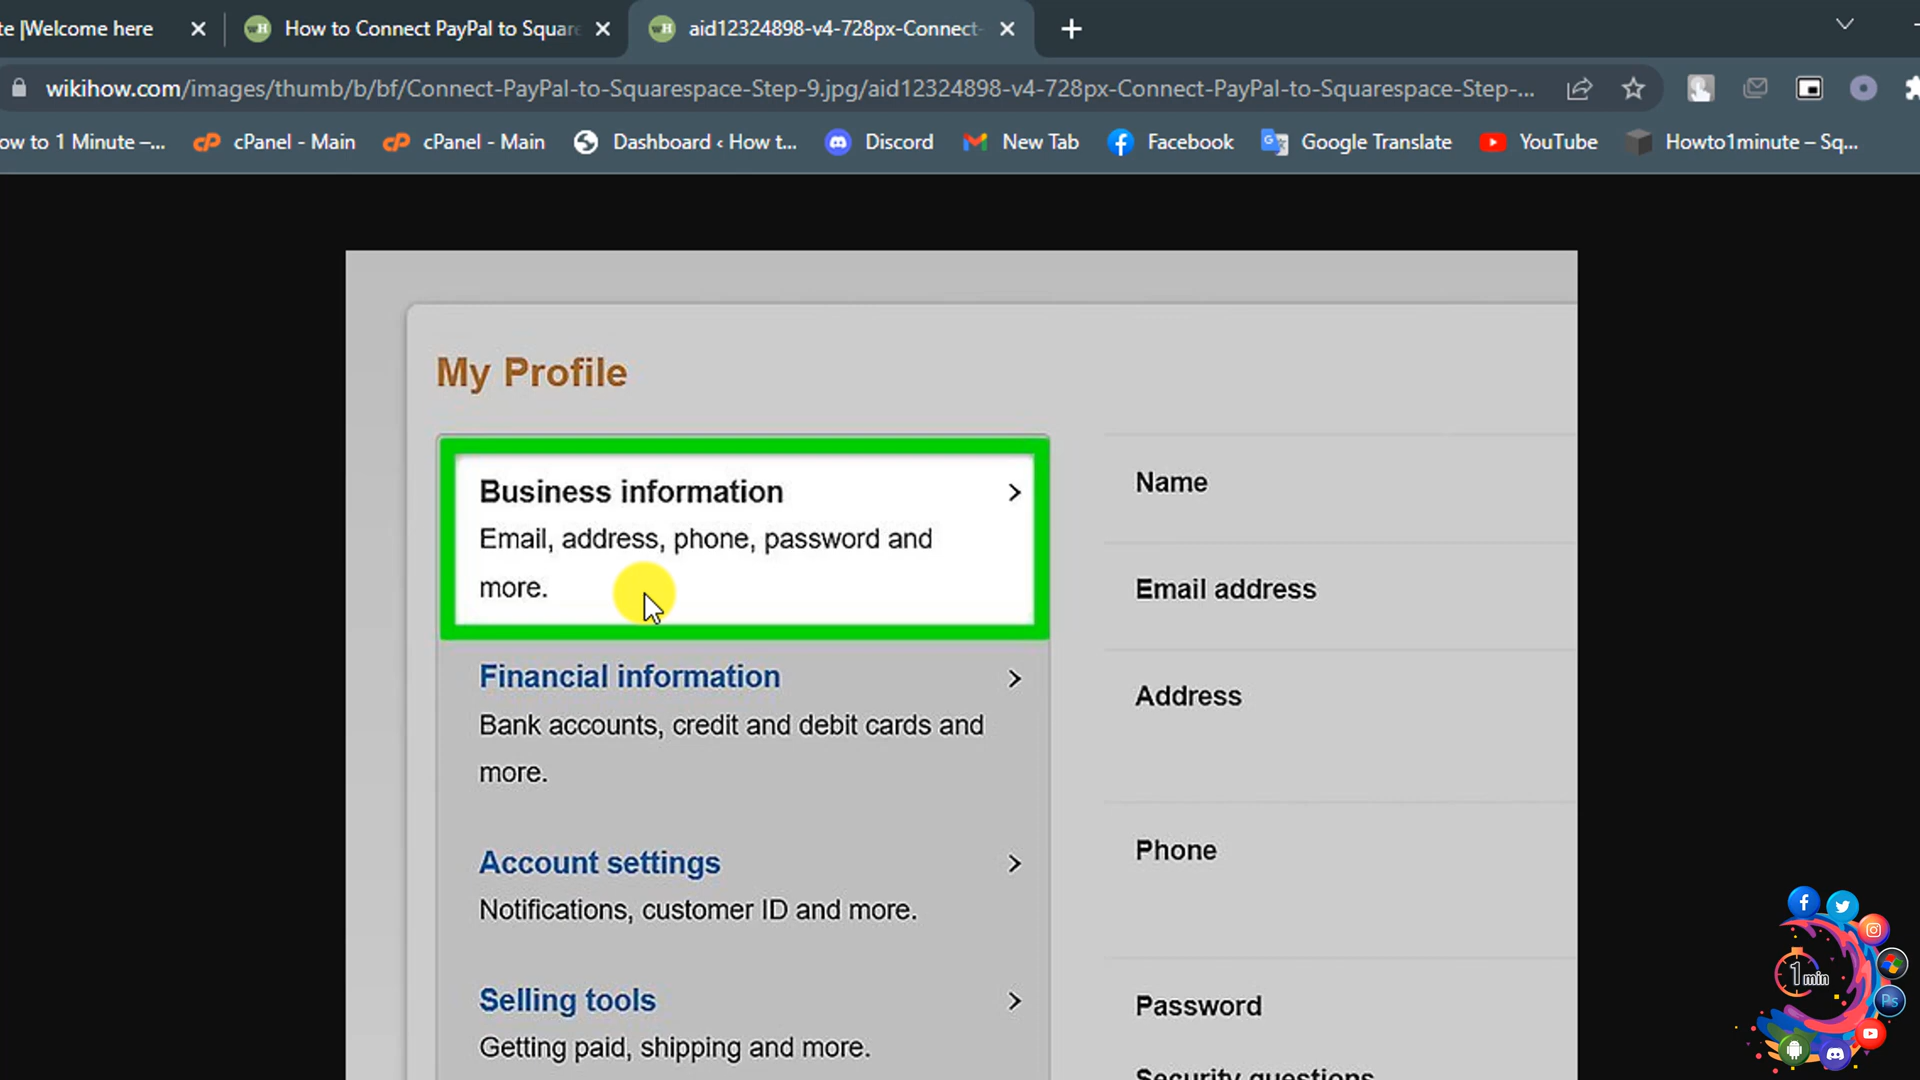 te |Welcome here
How to Connect PayPal to Squar
aid12324898-v4-728px-Connect-
wikihow.com/images/thumb/b/bf/Connect-PayPal-to-Squarespace-Step-9.jpg/aid12324898-v4-728px-Connect-PayPal-to-Squarespace-Step-...
ow to 1 Minute –...
cPanel - Main
cPanel - Main
Dashboard ‹ How t...
Discord
New Tab
Facebook
Google Translate
YouTube
Howto1minute – Sq...
My Profile
Business information
Email, address, phone, password and
more.
Financial information
Bank accounts, credit and debit cards and
more.
Account settings
Notifications, customer ID and more.
Selling tools
Getting paid, shipping and more.
Name
Email address
Address
Phone
Password
Security questions
1 min
Ps